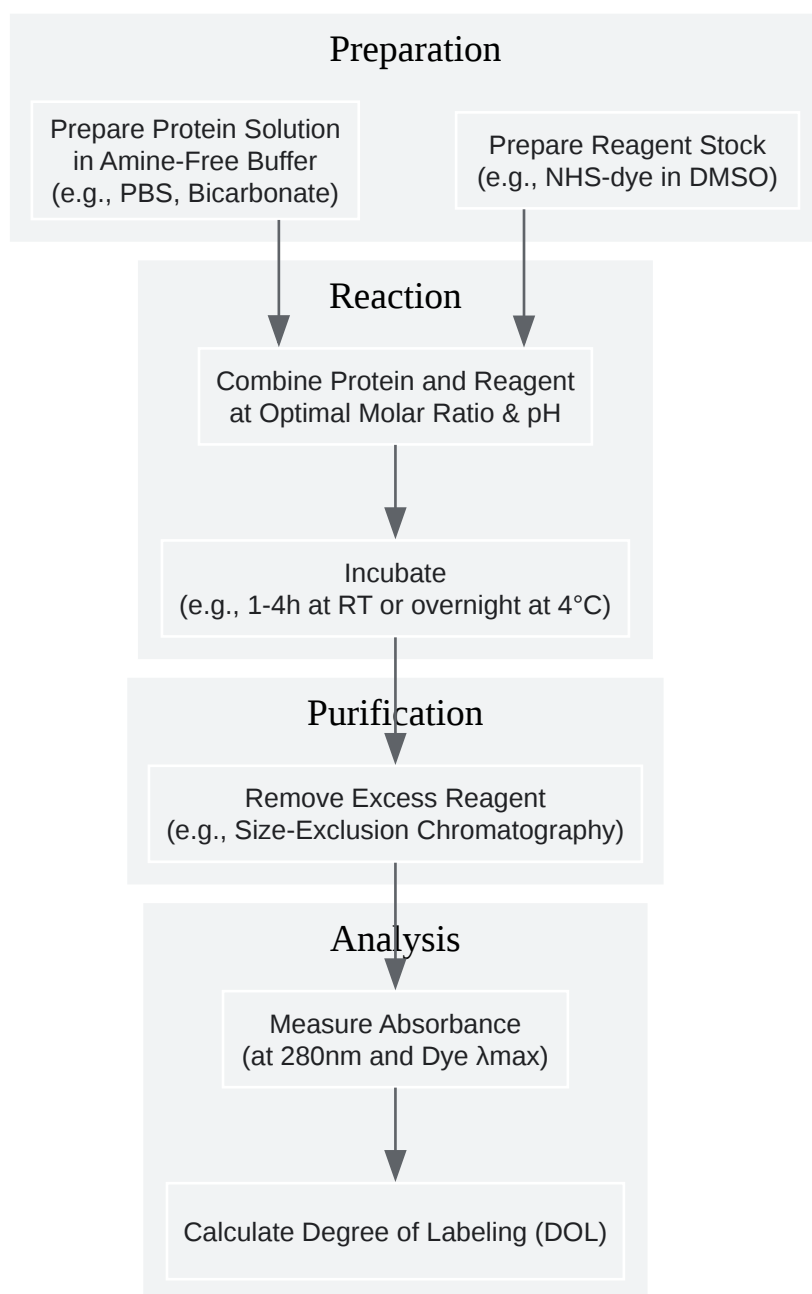 Preparation
Prepare Protein Solution
in Amine-Free Buffer
(e.g., PBS, Bicarbonate)
Prepare Reagent Stock
(e.g., NHS-dye in DMSO)
Reaction
Combine Protein and Reagent
at Optimal Molar Ratio & pH
Incubate
(e.g., 1-4h at RT or overnight at 4°C)
Purification
Remove Excess Reagent
(e.g., Size-Exclusion Chromatography)
Analysis
Measure Absorbance
(at 280nm and Dye λmax)
Calculate Degree of Labeling (DOL)